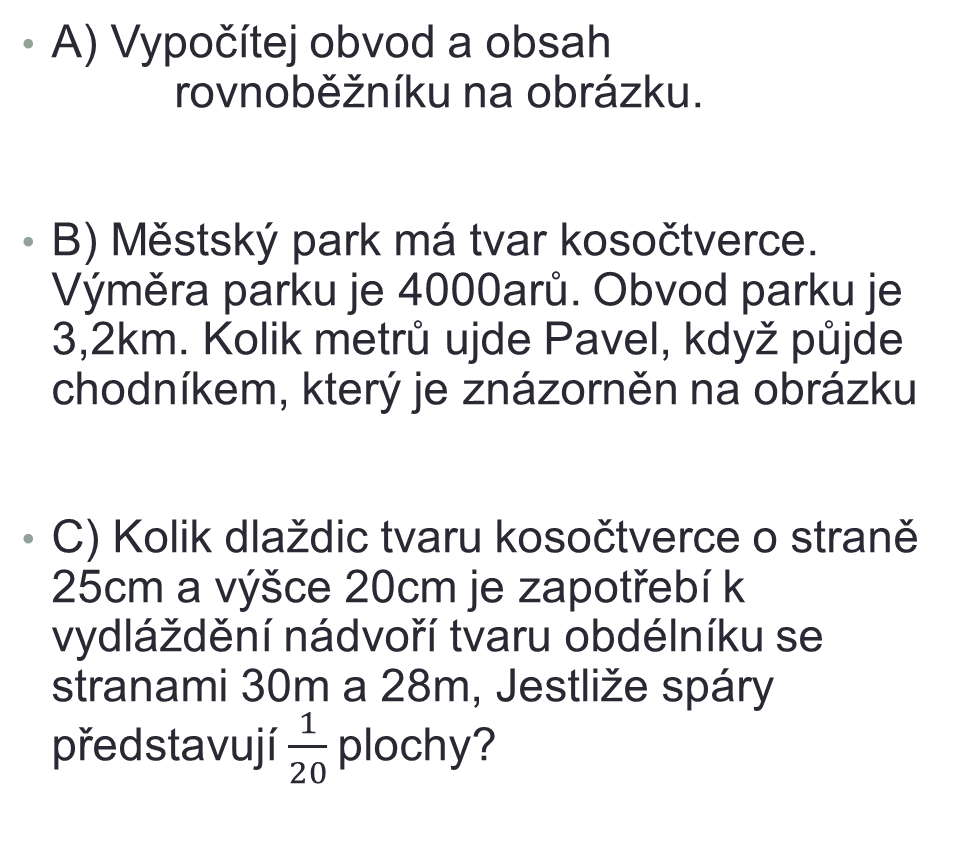 • A) Vypočítej obvod a obsah
rovnoběžníku na obrázku.
• B) Městský park má tvar kosočtverce.
Výměra parku je 4000arů. Obvod parku je
3,2km. Kolik metrů ujde Pavel, když půjde
chodníkem, který je znázorněn na obrázku
• C) Kolik dlaždic tvaru kosočtverce o straně
25cm a výšce 20cm je zapotřebí k
vydláždění nádvoří tvaru obdélníku se
stranami 30m a 28m, Jestliže spáry
představují 1/20 plochy?